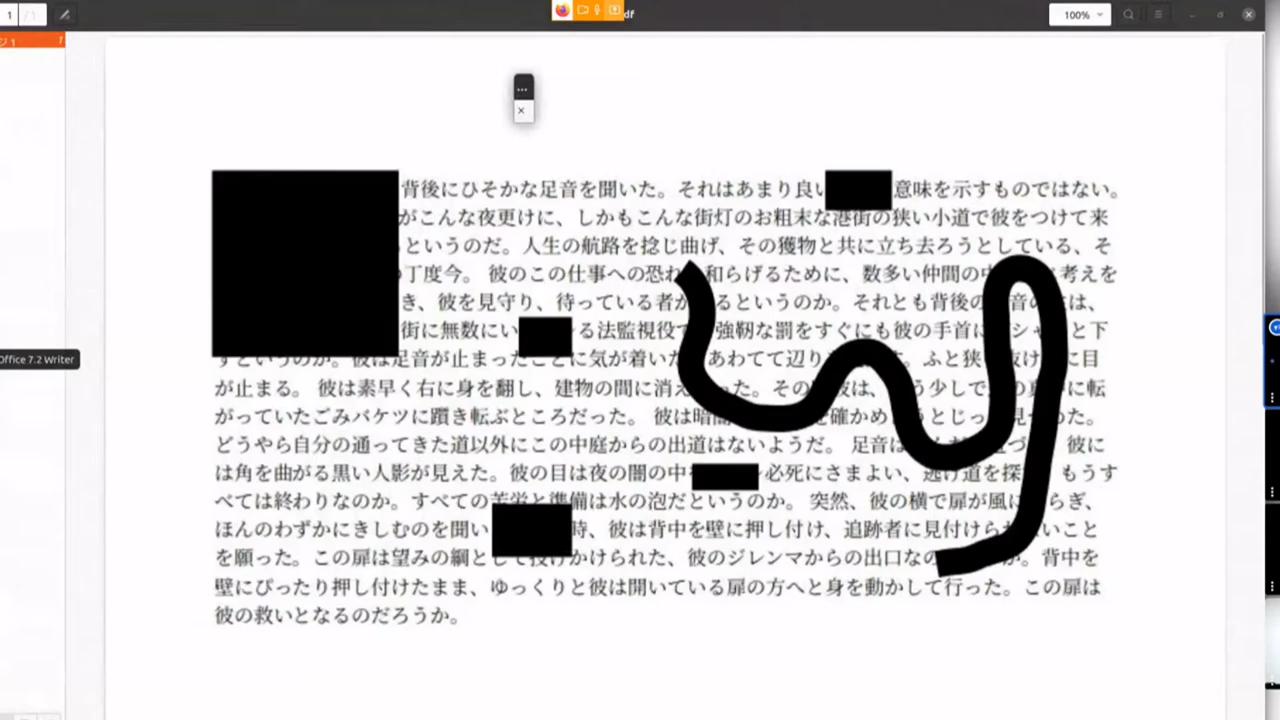 1 / 1
df
100%
ジ 1
Office 7.2 Writer
背後にひそかな足音を聞いた。それはあまり良い 意味を示すものではない。
がこんな夜更けに、しかもこんな街灯のお粗末な港街の狭い小道で彼をつけて来
というのだ。人生の航路を捻じ曲げ、その獲物と共に立ち去ろうとしている、そ
丁度今。 彼のこの仕事への恐れ 和らげるために、数多い仲間の中 考えを
き、彼を見守り、待っている者が るというのか。それとも背後の 音の は、
街に無数にい る法監視役で 強靭な罰をすぐにも彼の手首に シャ と下
すというのか。彼は足音が止まったことに気が着いた あわてて辺り す。ふと狭 抜け に目
が止まる。 彼は素早く右に身を翻し、建物の間に消え た。その 彼は、 う少しで の真 に転
がっていたごみバケツに躓き転ぶところだった。 彼は暗 を確かめ うとじっ 見 めた。
どうやら自分の通ってきた道以外にこの中庭からの出道はないようだ。 足音は 彼に
は角を曲がる黒い人影が見えた。彼の目は夜の闇の中 必死にさまよい、逃げ道を探 もうす
べては終わりなのか。すべての苦労と準備は水の泡だというのか。 突然、彼の横で扉が風に らぎ、
ほんのわずかにきしむのを聞い 時、彼は背中を壁に押し付け、追跡者に見付けら ないこと
を願った。この扉は望みの綱として投げかけられた、彼のジレンマからの出口なの 。背中を
壁にぴったり押し付けたまま、ゆっくりと彼は開いている扉の方へと身を動かして行った。この扉は
彼の救いとなるのだろうか。